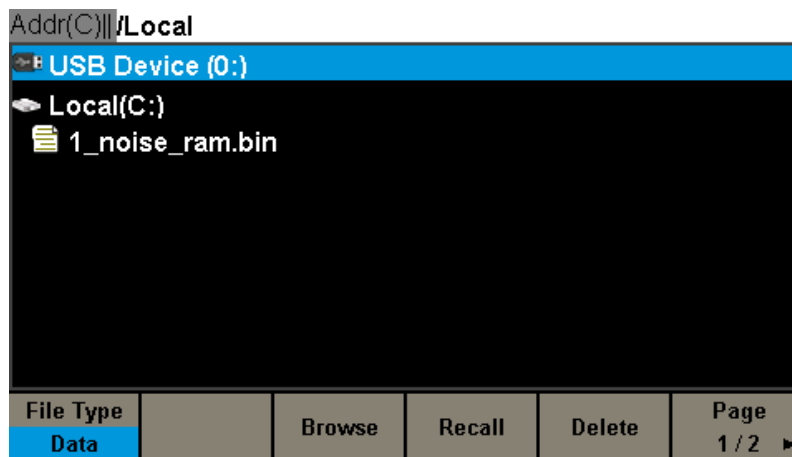 Addr(C)|| /Local
USB Device (0:)
Local(C:)
1_noise_ram.bin
File Type
Data
Browse
Recall
Delete
Page
1 / 2 ►